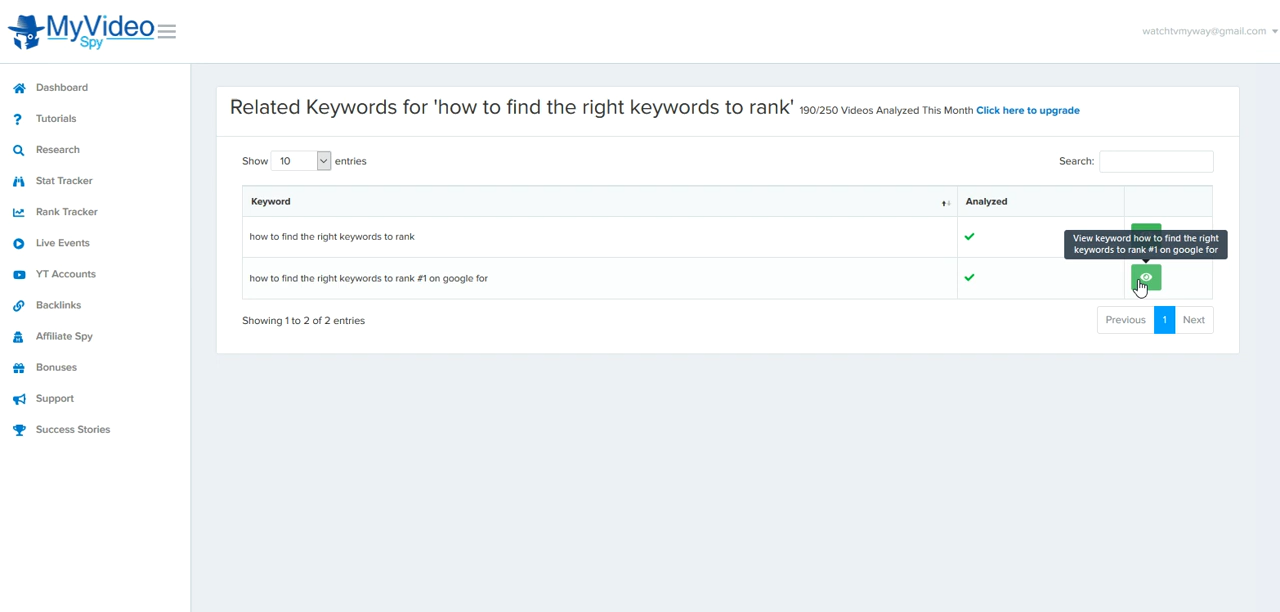 MyVideo
Spy
watchtvmyway@gmail.com
Dashboard
Tutorials
Research
Stat Tracker
Rank Tracker
Live Events
YT Accounts
Backlinks
Affiliate Spy
Bonuses
Support
Success Stories
Related Keywords for 'how to find the right keywords to rank' 190/250 Videos Analyzed This Month Click here to upgrade
Show 10 entries
Search:
Keyword Analyzed
how to find the right keywords to rank
View keyword how to find the right
keywords to rank #1 on google for
how to find the right keywords to rank #1 on google for
Showing 1 to 2 of 2 entries
Previous 1 Next